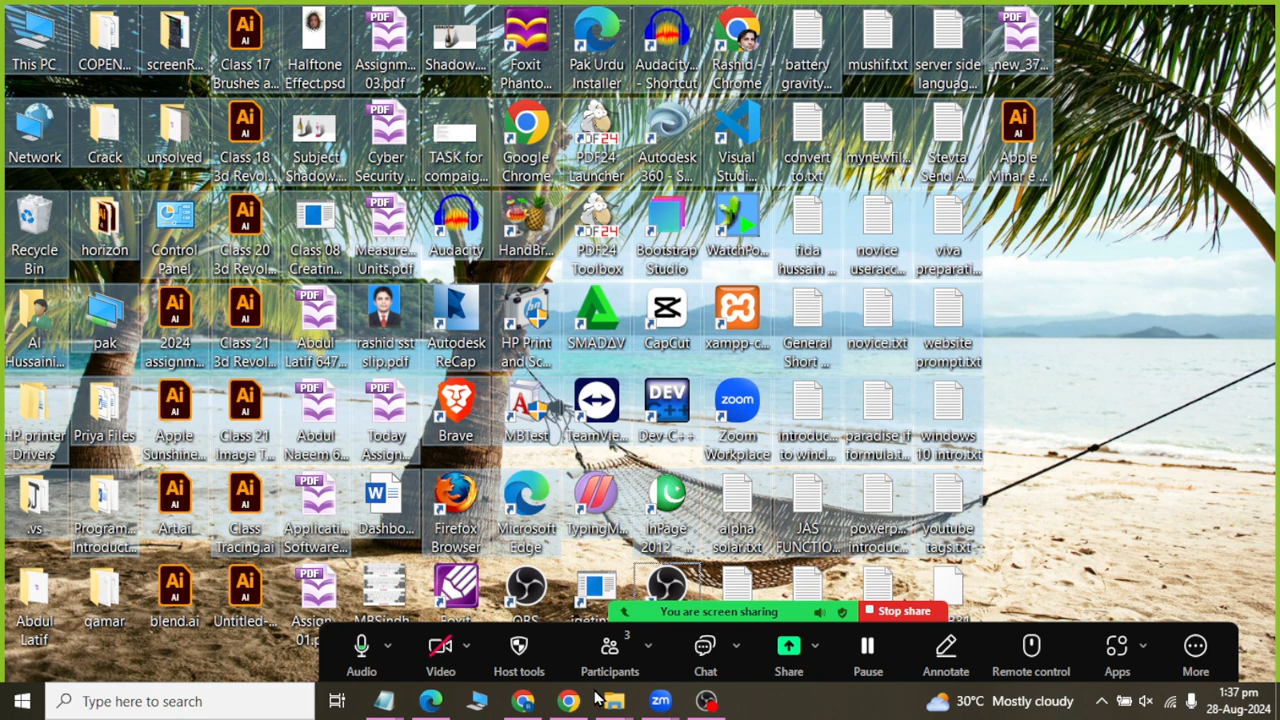 This PC
COPEN...
screenR...
Class 17
Brushes a...
Halftone
Effect.psd
Assignm...
03.pdf
Shadow....
Foxit
Phanto...
Pak Urdu
Installer
Audacity
- Shortcut
Rashid -
Chrome
battery
gravity...
mushif.txt
server side
languag...
_new_37...
Network
Crack
unsolved
Class 18
3d Revol...
Subject
Shadow....
Cyber
Security ...
TASK for
compaig...
Google
Chrome
PDF24
Launcher
Autodesk
360 - S...
Visual
Studi...
convert
to.txt
mynewfil...
Stevta
Send A...
Apple
Minar e ...
Recycle
Bin
horizon
Control
Panel
Class 20
3d Revol...
Class 08
Creatin...
Measure...
Units.pdf
Audacity
HandBr...
PDF24
Toolbox
Bootstrap
Studio
WatchPo...
fida
hussain ...
novice
useracc...
viva
preparati...
Al
Hussaini...
pak
2024
assignm...
Class 21
3d Revol...
Abdul
Latif 647...
rashid sst
slip.pdf
Autodesk
ReCap
HP Print
and Sc...
SMADΔV
CapCut
xampp-c...
General
Short ...
novice.txt
website
prompt.txt
HP printer
Drivers
Priya Files
Apple
Sunshine...
Class 21
Image T...
Abdul
Naeem 6...
Today
Assign...
Brave
MBTest
TeamVie...
Dev-C++
Zoom
Workplace
introduc...
to wind...
paradise ff
formula.t...
windows
10 intro.txt
.vs
Program...
Introduct...
Art.ai
Class
Tracing.ai
Applicati...
Software...
Dashbo...
Firefox
Browser
Microsoft
Edge
TypingM...
InPage
2012 - ...
alpha
solar.txt
JAS
FUNCTIO...
powerp...
introduc...
youtube
tags.txt
Abdul
Latif
qamar
blend.ai
Untitled-...
Assign
01.p
MBSindh
Foxit
OBS
You are screen sharing
Stop share
3
Audio
Video
Host tools
Participants
Chat
Share
Pause
Annotate
Remote control
Apps
More
Type here to search
30°C Mostly cloudy
1:37 pm
28-Aug-2024